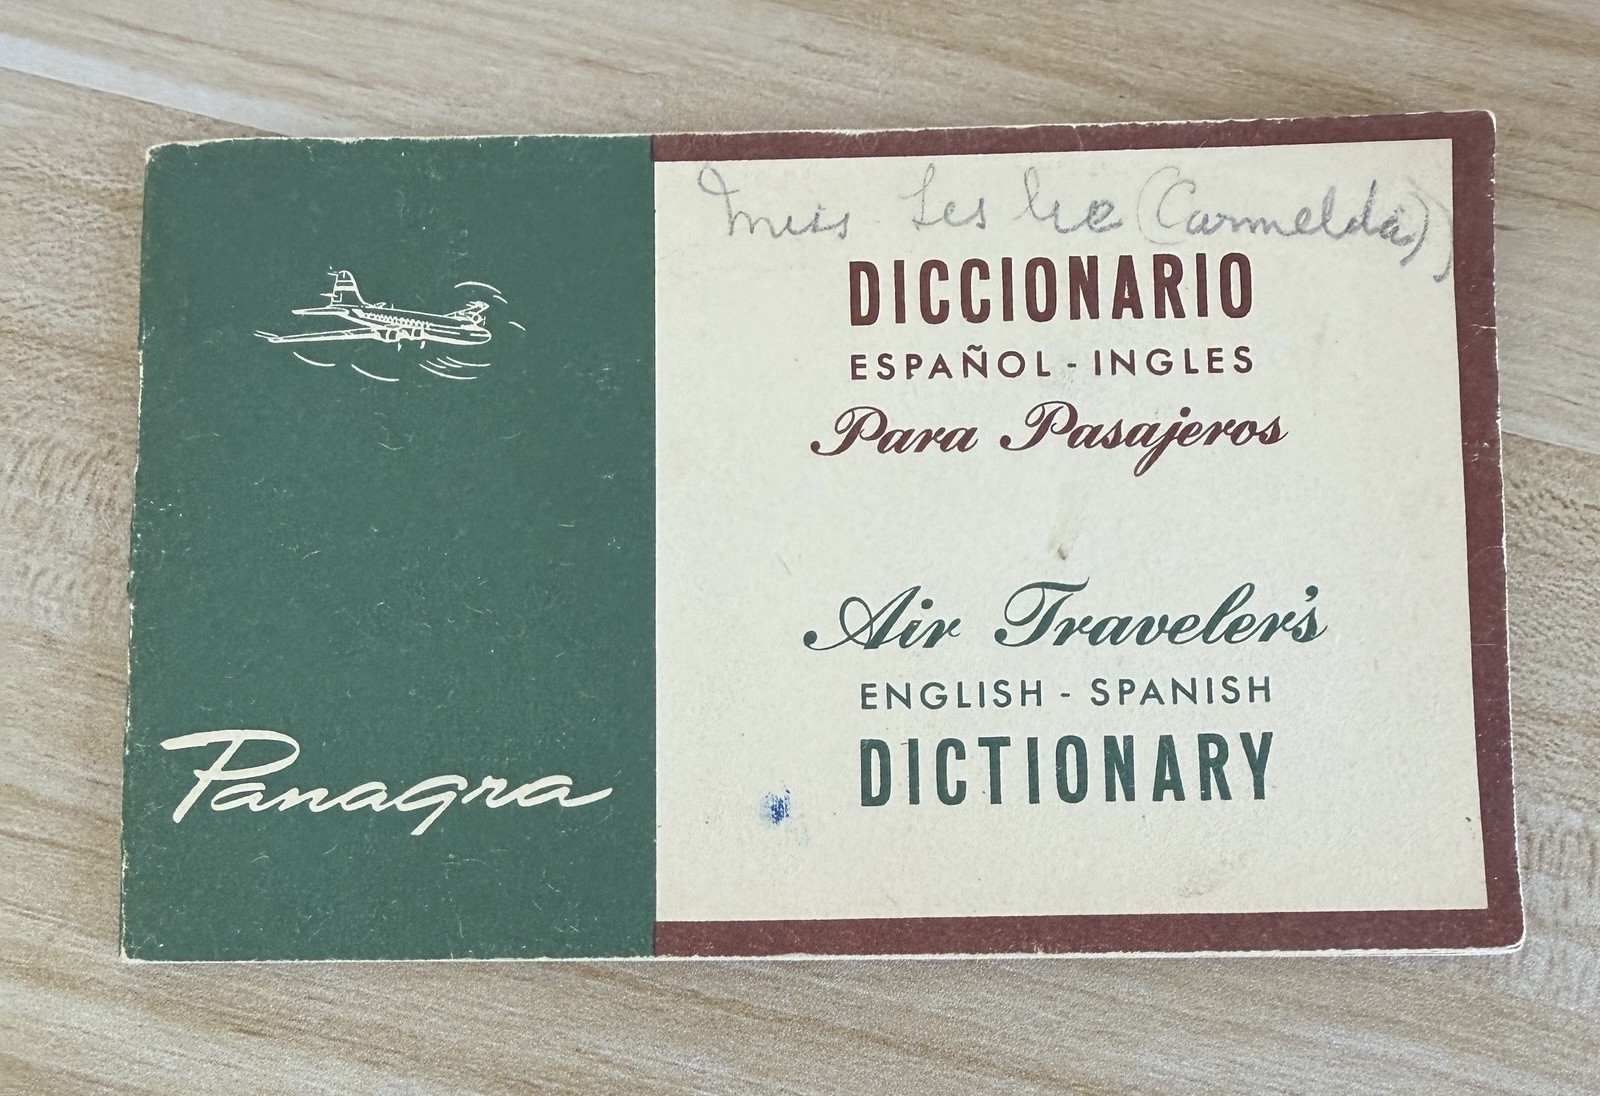 Miss Leslie (Carmelda)
DICCIONARIO
ESPAÑOL - INGLES
Para Pasajeros
Air Traveler's
ENGLISH - SPANISH
DICTIONARY
Panagra